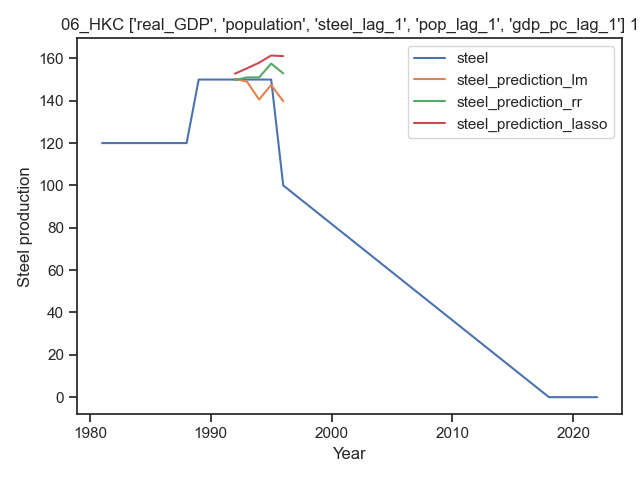 06_HKC ['real_GDP', 'population', 'steel_lag_1', 'pop_lag_1', 'gdp_pc_lag_1'] 1
steel
steel_prediction_lm
steel_prediction_rr
steel_prediction_lasso
160
140
120
100
80
60
40
20
0
Steel production
1980
1990
2000
2010
2020
Year